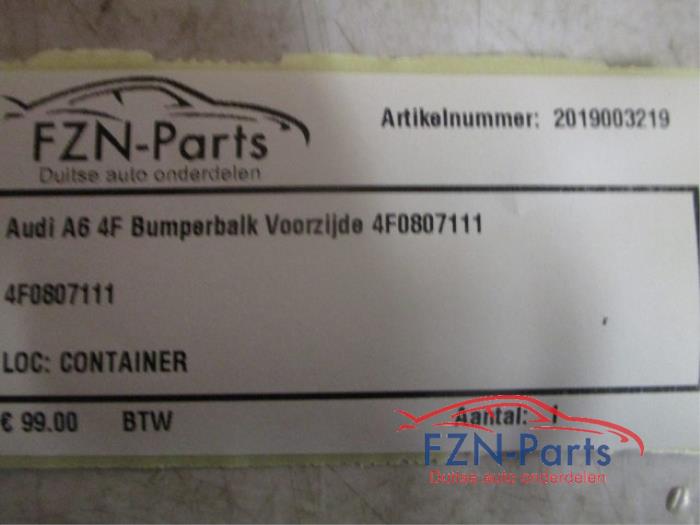 FZN-Parts
Duitse auto onderdelen
Artikelnummer: 2019003219
Audi A6 4F Bumperbalk Voorzijde 4F0807111
4F0807111
LOC: CONTAINER
€ 99.00 BTW Aantal: 1
FZN-Parts
Duitse auto onderdelen